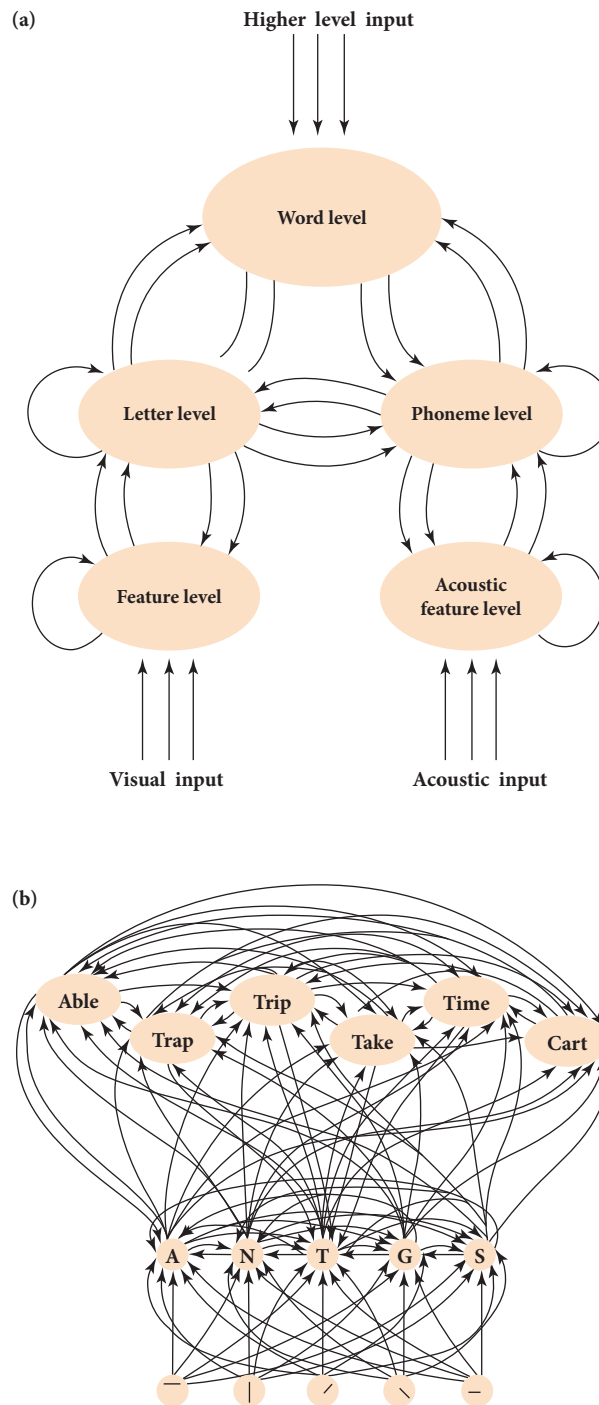 (a)
Higher level input
Word level
Letter level
Phoneme level
Feature level
Acoustic
feature level
Visual input
Acoustic input
(b)
Able
Trip
Time
Trap
Take
Cart
A N T G S